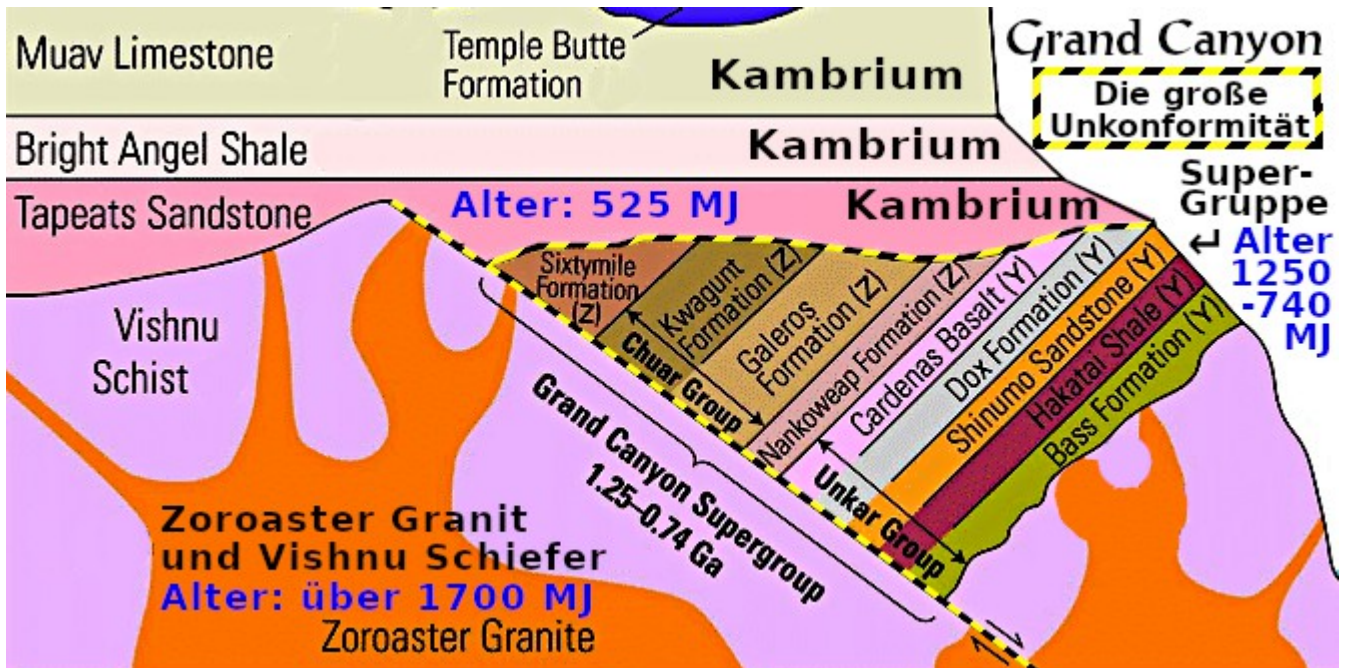 Muav Limestone
Temple Butte
Formation
Kambrium
Grand Canyon
Die große
Unkonformität
Bright Angel Shale
Kambrium
Super-
Gruppe
↵ Alter
1250
-740
MJ
Tapeats Sandstone
Alter: 525 MJ
Kambrium
Vishnu
Schist
Sixtymile
Formation
(Z)
Kwagunt
Formation (Z)
Galeros
Formation (Z)
Nankoweap Formation (Z)
Cardenas Basalt (Y)
Dox Formation (Y)
Shinumo Sandstone (Y)
Hakatai Shale (Y)
Bass Formation (Y)
Chuar Group
Unkar Group
Grand Canyon Supergroup
1.25–0.74 Ga
Zoroaster Granit
und Vishnu Schiefer
Alter: über 1700 MJ
Zoroaster Granite